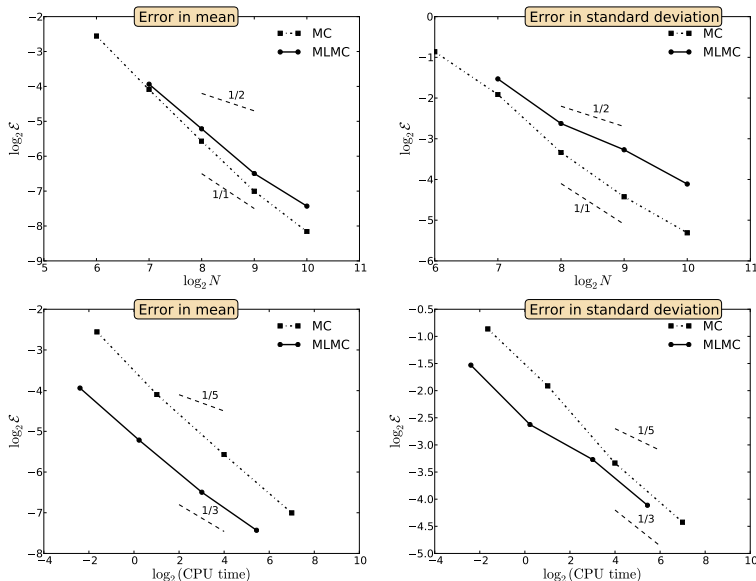 Error in mean
MC
MLMC
1/2
1/1
−2
−3
−4
−5
−6
−7
−8
−9
5 6 7 8 9 10 11
log₂ N
log₂ ℰ
Error in standard deviation
MC
MLMC
1/2
1/1
0
−1
−2
−3
−4
−5
−6
6 7 8 9 10 11
log₂ N
log₂ ℰ
Error in mean
MC
MLMC
1/5
1/3
−2
−3
−4
−5
−6
−7
−8
−4 −2 0 2 4 6 8 10
log₂(CPU time)
log₂ ℰ
Error in standard deviation
MC
MLMC
1/5
1/3
−0.5
−1.0
−1.5
−2.0
−2.5
−3.0
−3.5
−4.0
−4.5
−5.0
−4 −2 0 2 4 6 8 10
log₂(CPU time)
log₂ ℰ